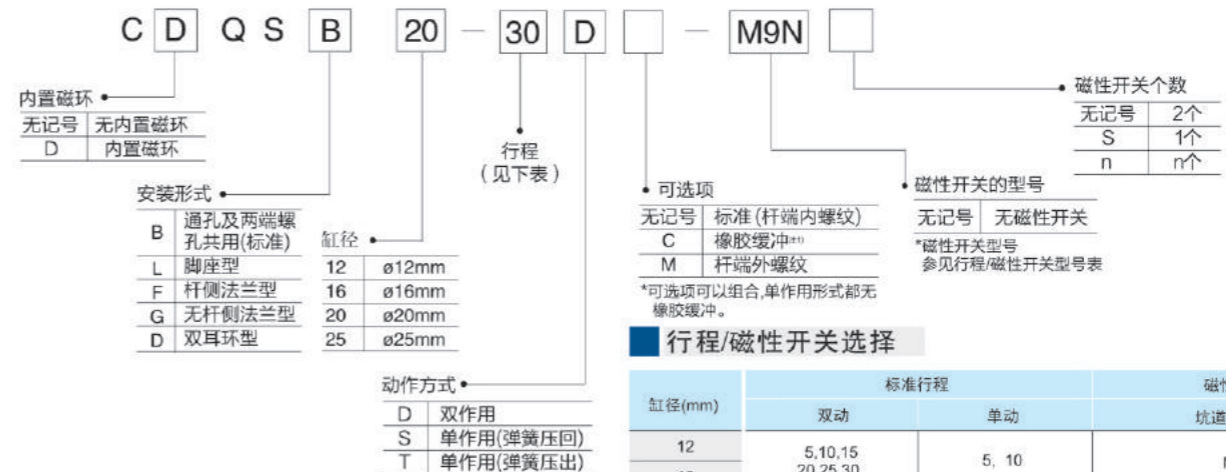 C D Q S B 20 — 30 D — M9N
内置磁环
无记号 无内置磁环
D 内置磁环
安装形式
B 通孔及两端螺
孔共用(标准)
L 脚座型
F 杆侧法兰型
G 无杆侧法兰型
D 双耳环型
缸径
12 ø12mm
16 ø16mm
20 ø20mm
25 ø25mm
动作方式
D 双作用
S 单作用(弹簧压回)
T 单作用(弹簧压出)
行程
(见下表)
可选项
无记号 标准(杆端内螺纹)
C 橡胶缓冲
M 杆端外螺纹
*可选项可以组合,单作用形式都无
橡胶缓冲。
磁性开关的型号
无记号 无磁性开关
*磁性开关型号
参见行程/磁性开关型号表
磁性开关个数
无记号 2个
S 1个
n n个
行程/磁性开关选择
缸径(mm) 标准行程
双动 单动 坑道
12 5,10,15 5, 10
20,25,30